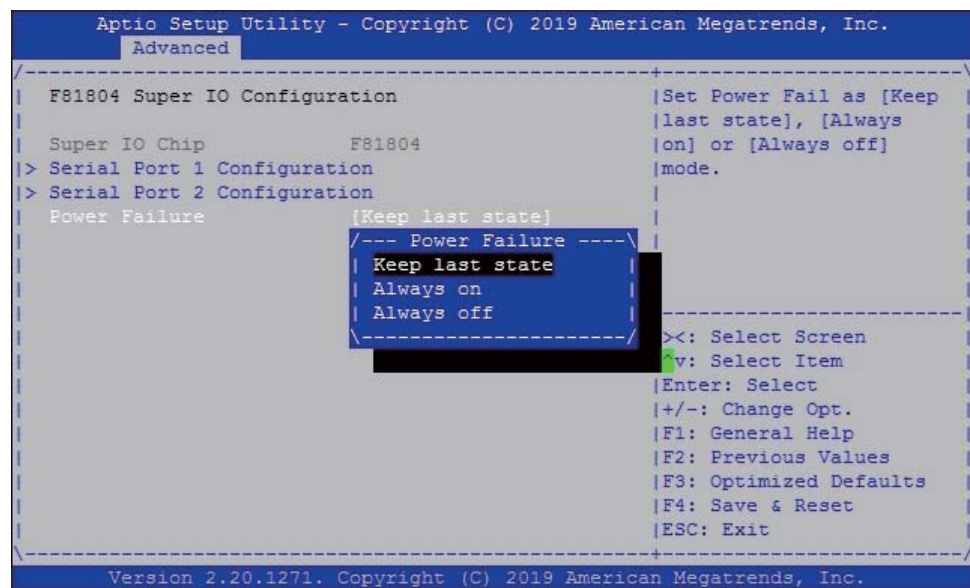 Aptio Setup Utility - Copyright (C) 2019 American Megatrends, Inc.
Advanced
F81804 Super IO Configuration
Super IO Chip F81804
> Serial Port 1 Configuration
> Serial Port 2 Configuration
Power Failure [Keep last state]
Power Failure
Keep last state
Always on
Always off
Set Power Fail as [Keep
last state], [Always
on] or [Always off]
mode.
><: Select Screen
^v: Select Item
Enter: Select
+/-: Change Opt.
F1: General Help
F2: Previous Values
F3: Optimized Defaults
F4: Save & Reset
ESC: Exit
Version 2.20.1271. Copyright (C) 2019 American Megatrends, Inc.